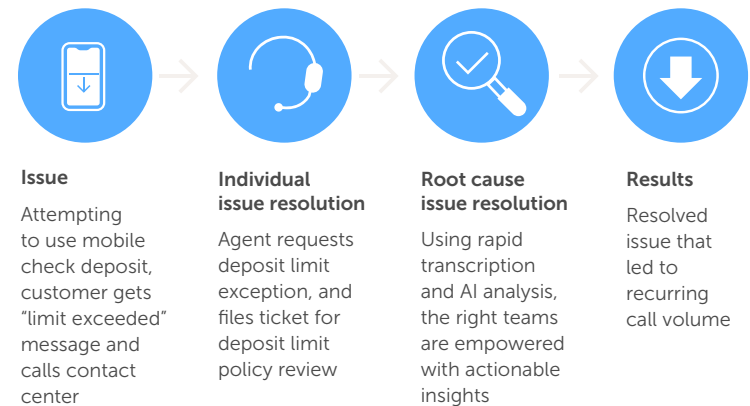 Issue
Attempting
to use mobile
check deposit,
customer gets
“limit exceeded”
message and
calls contact
center
Individual
issue resolution
Agent requests
deposit limit
exception, and
files ticket for
deposit limit
policy review
Root cause
issue resolution
Using rapid
transcription
and AI analysis,
the right teams
are empowered
with actionable
insights
Results
Resolved
issue that
led to
recurring
call volume